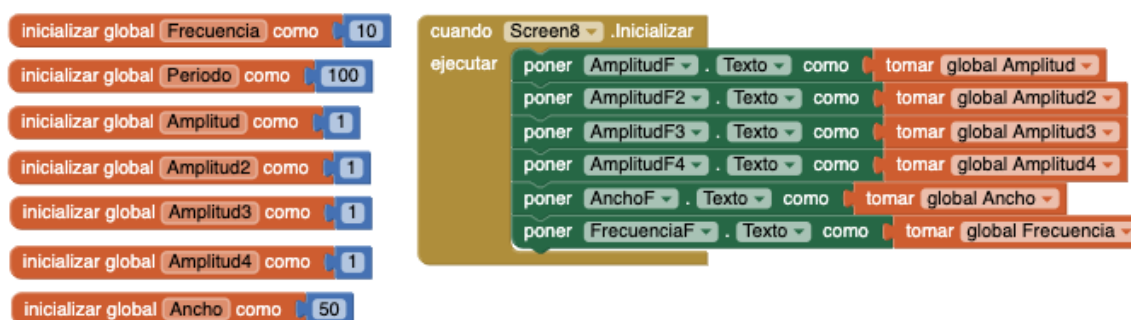 inicializar global Frecuencia como 10
inicializar global Periodo como 100
inicializar global Amplitud como 1
inicializar global Amplitud2 como 1
inicializar global Amplitud3 como 1
inicializar global Amplitud4 como 1
inicializar global Ancho como 50
cuando Screen8 .Inicializar
ejecutar poner AmplitudF . Texto como tomar global Amplitud
poner AmplitudF2 . Texto como tomar global Amplitud2
poner AmplitudF3 . Texto como tomar global Amplitud3
poner AmplitudF4 . Texto como tomar global Amplitud4
poner AnchoF . Texto como tomar global Ancho
poner FrecuenciaF . Texto como tomar global Frecuencia